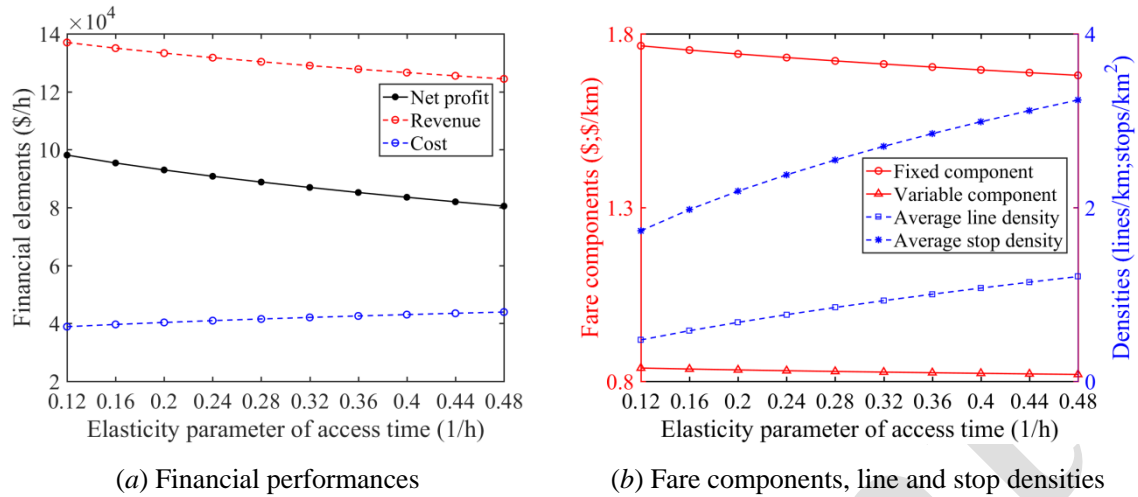 ×10⁴
14
12
10
8
6
4
2
Financial elements ($/h)
Net profit
Revenue
Cost
0.12 0.16 0.2 0.24 0.28 0.32 0.36 0.4 0.44 0.48
Elasticity parameter of access time (1/h)
(a) Financial performances
1.8
1.3
0.8
Fare components ($;$/km)
Fixed component
Variable component
Average line density
Average stop density
4
2
0
Densities (lines/km;stops/km²)
0.12 0.16 0.2 0.24 0.28 0.32 0.36 0.4 0.44 0.48
Elasticity parameter of access time (1/h)
(b) Fare components, line and stop densities